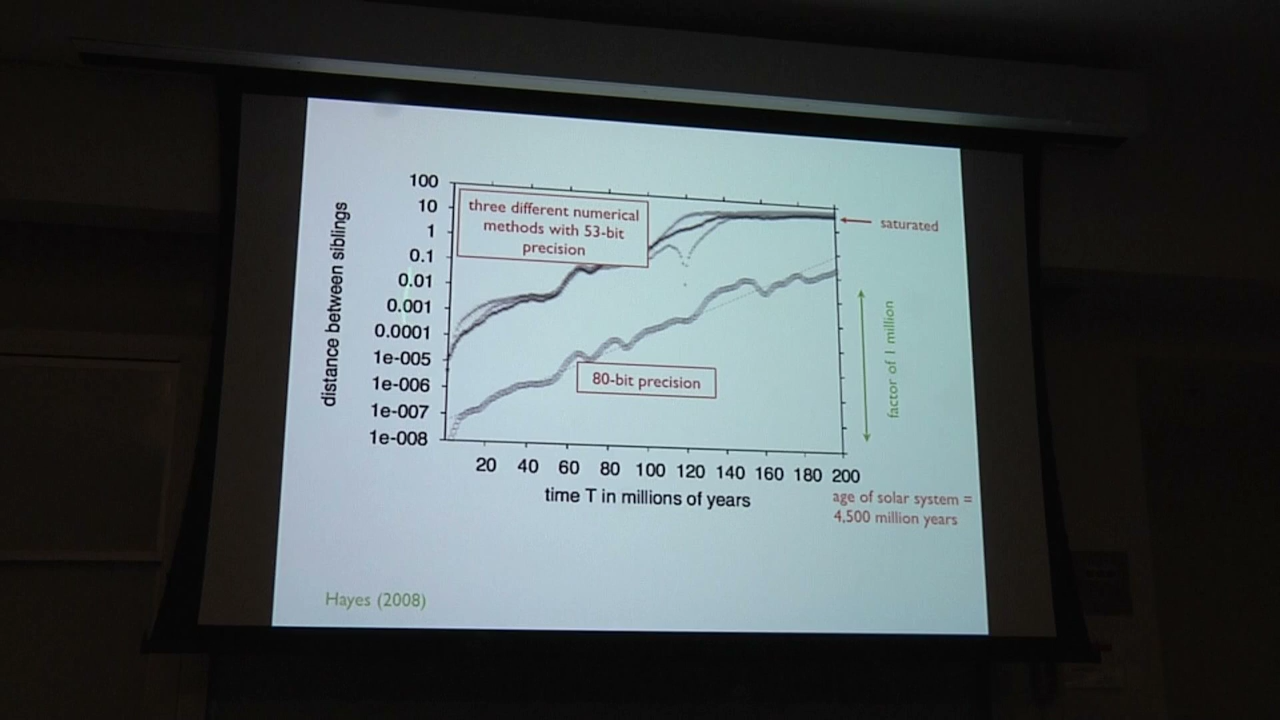 100
10
1
0.1
0.01
0.001
0.0001
1e-005
1e-006
1e-007
1e-008
distance between siblings
three different numerical
methods with 53-bit
precision
saturated
80-bit precision
factor of 1 million
20 40 60 80 100 120 140 160 180 200
time T in millions of years
age of solar system =
4,500 million years
Hayes (2008)